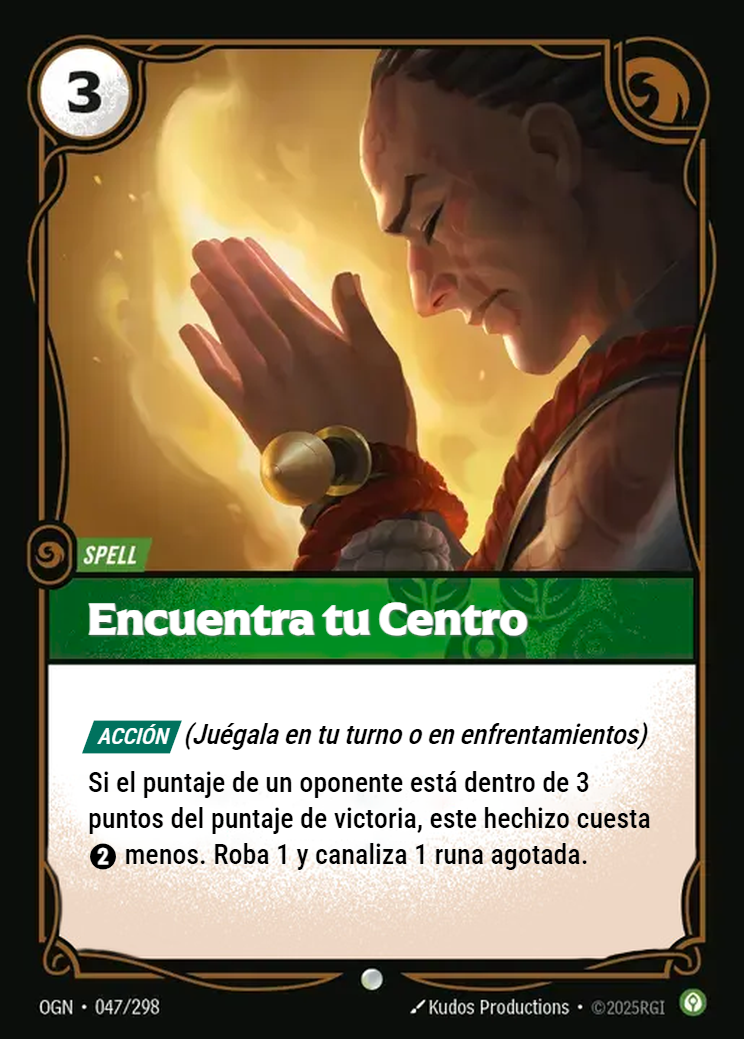 3
SPELL
Encuentra tu Centro
ACCIÓN (Juégala en tu turno o en enfrentamientos)
Si el puntaje de un oponente está dentro de 3
puntos del puntaje de victoria, este hechizo cuesta
2 menos. Roba 1 y canaliza 1 runa agotada.
OGN • 047/298
Kudos Productions • ©2025RGI